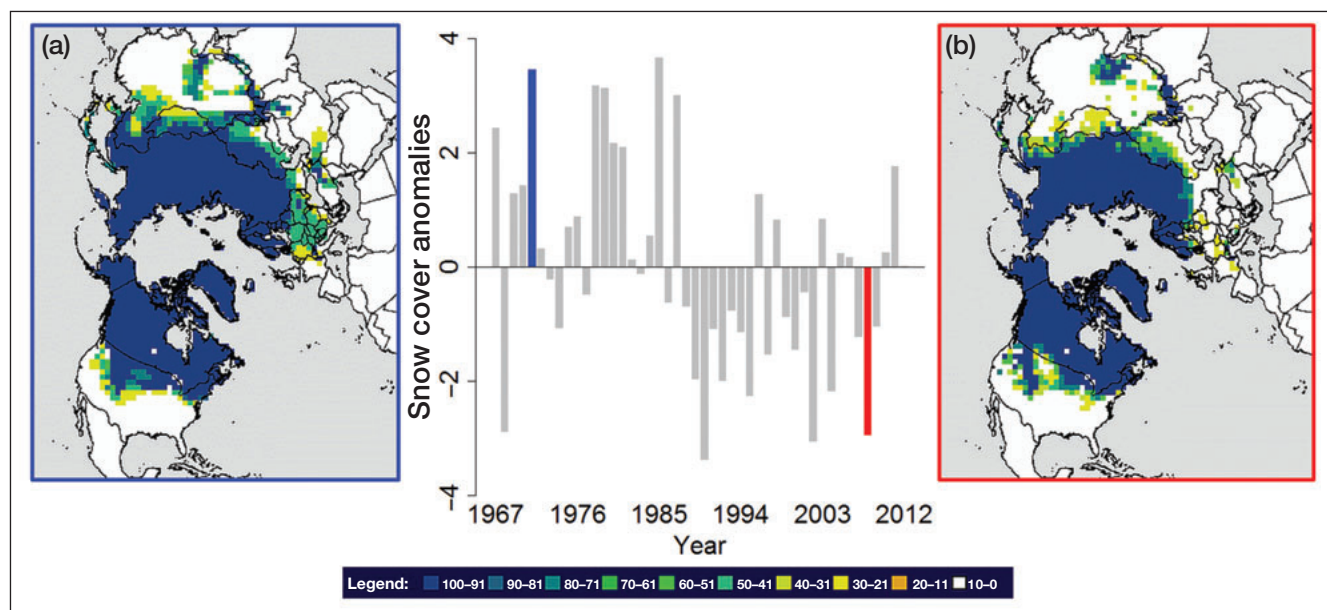 (a)
(b)
Snow cover anomalies
4
2
0
−2
−4
1967 1976 1985 1994 2003 2012
Year
Legend: 100–91 90–81 80–71 70–61 60–51 50–41 40–31 30–21 20–11 10–0